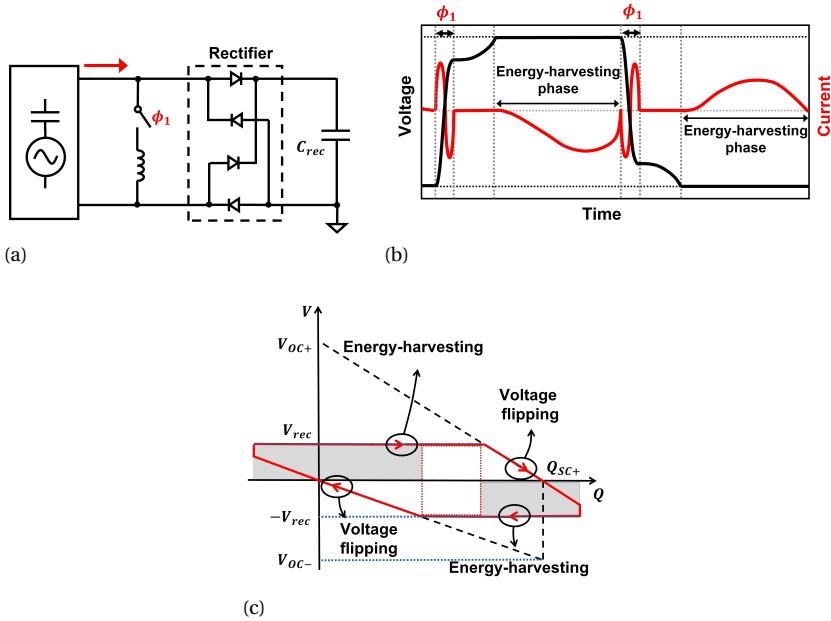 (a)
Rectifier
ϕ₁
C_rec
(b)
ϕ₁
ϕ₁
Voltage
Current
Energy-harvesting
phase
Energy-harvesting
phase
Time
V
V_OC+
Energy-harvesting
Voltage
flipping
V_rec
Q_SC+
Q
−V_rec
Voltage
flipping
V_OC−
Energy-harvesting
(c)